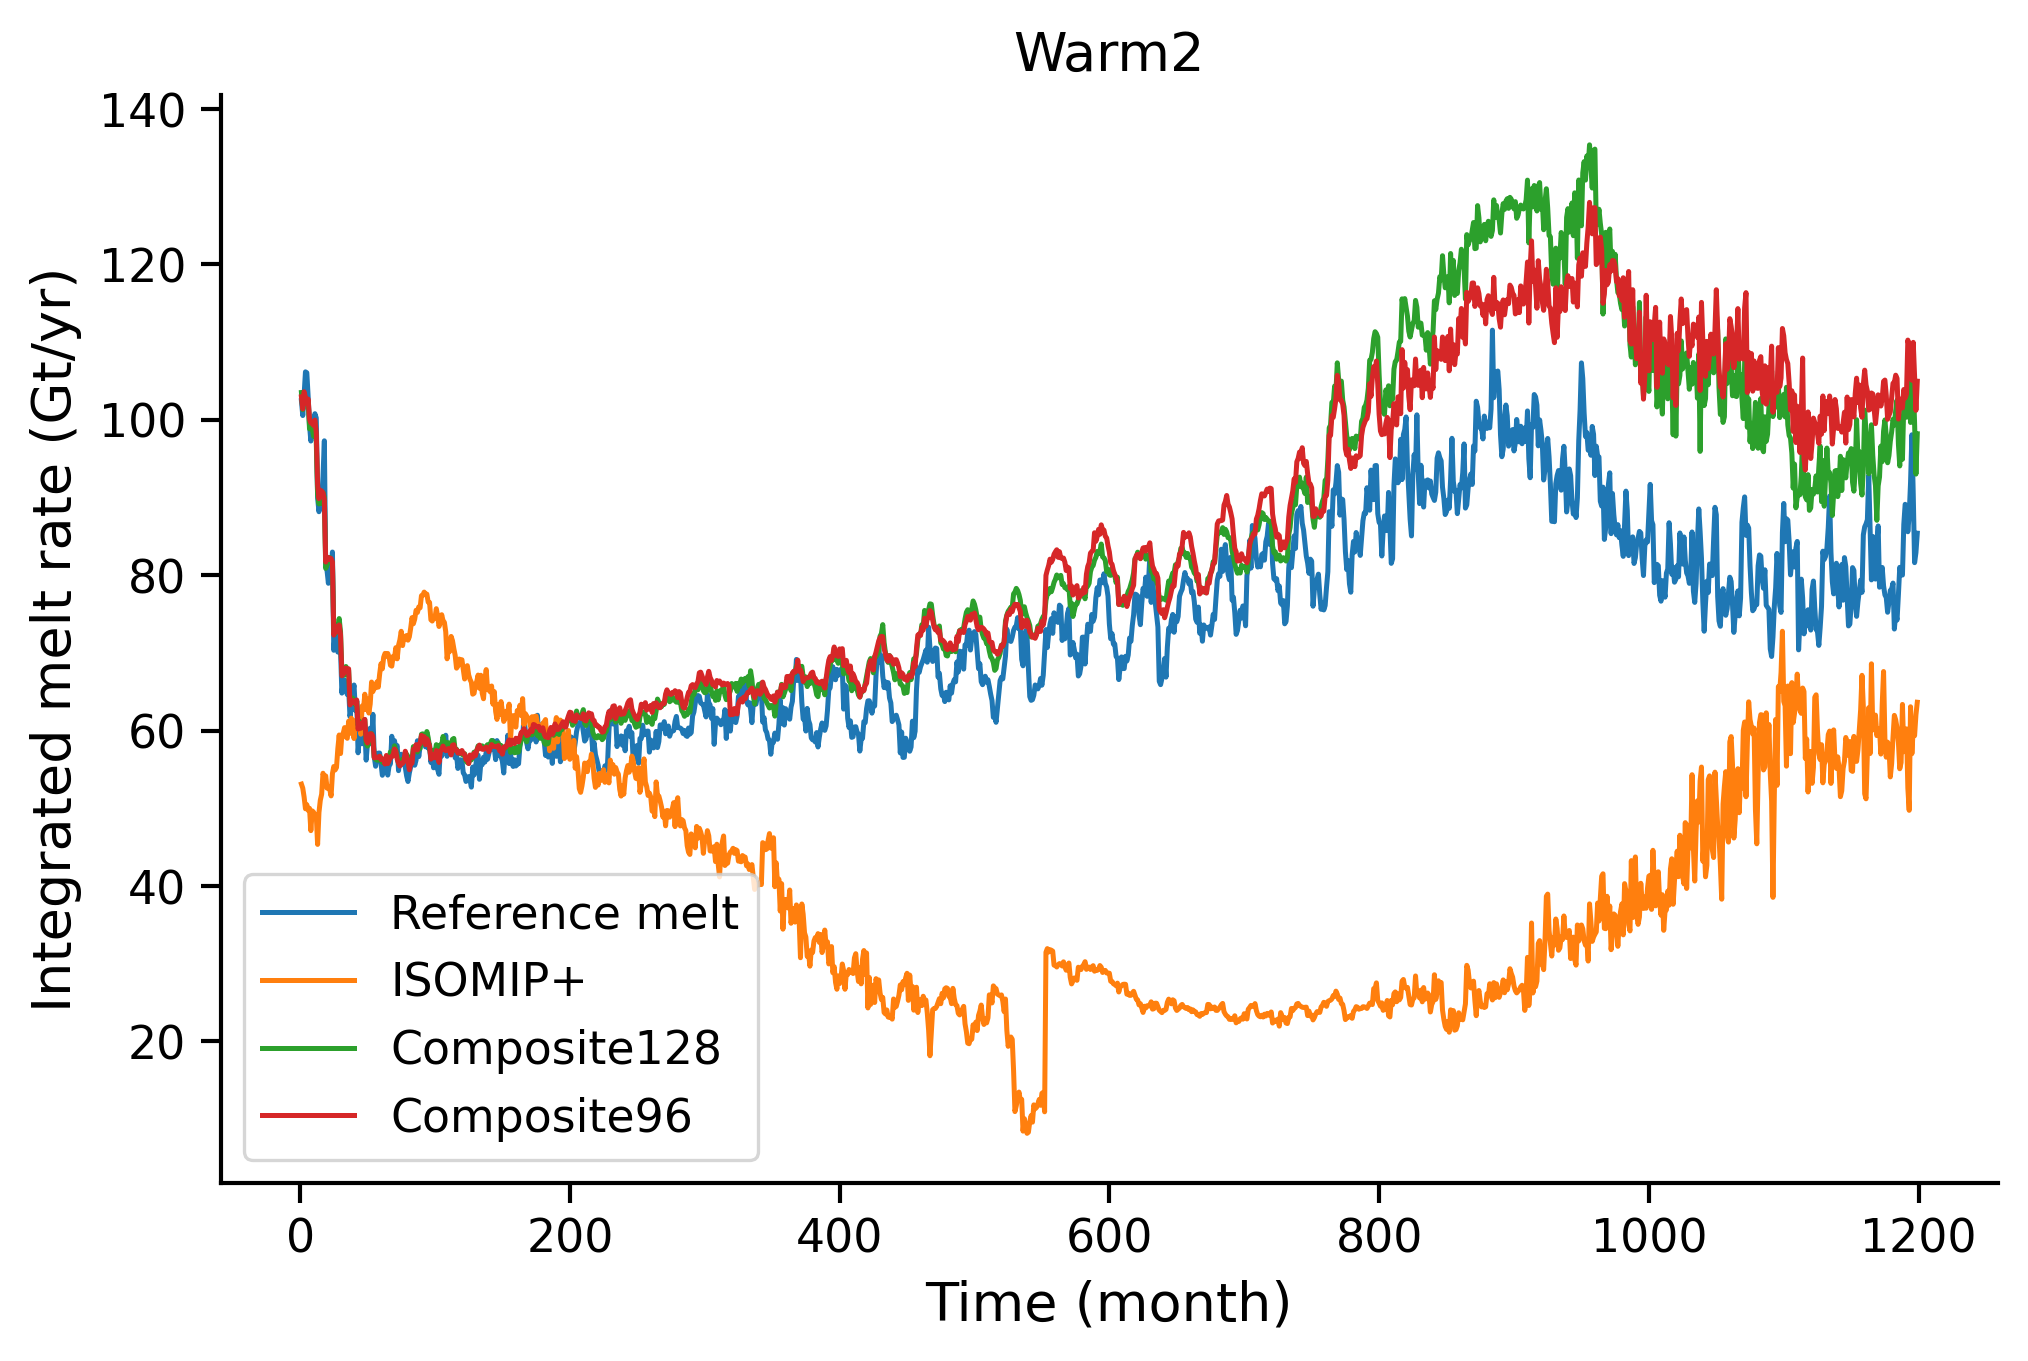 Warm2
Integrated melt rate (Gt/yr)
140
120
100
80
60
40
20
Reference melt
ISOMIP+
Composite128
Composite96
0 200 400 600 800 1000 1200
Time (month)